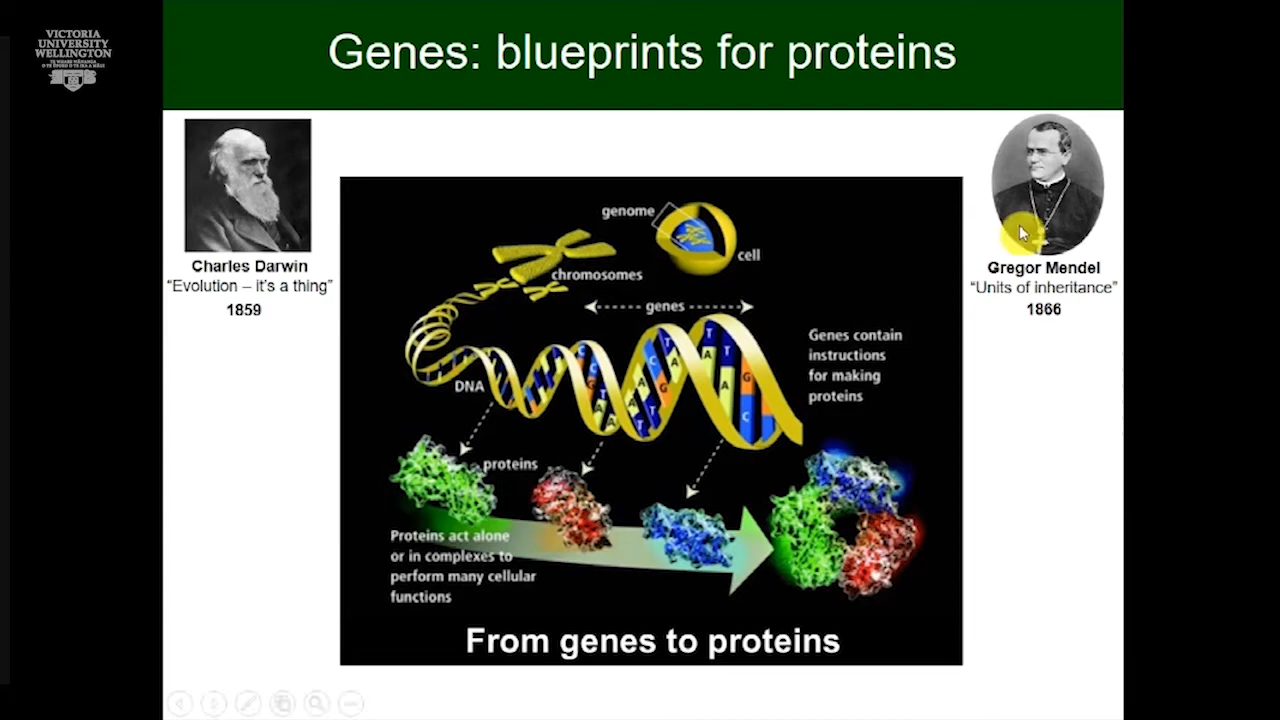 VICTORIA
UNIVERSITY
WELLINGTON
Genes: blueprints for proteins
Charles Darwin
“Evolution – it’s a thing”
1859
Gregor Mendel
“Units of inheritance”
1866
genome
cell
chromosomes
genes
DNA
Genes contain
instructions
for making
proteins
proteins
Proteins act alone
or in complexes to
perform many cellular
functions
From genes to proteins